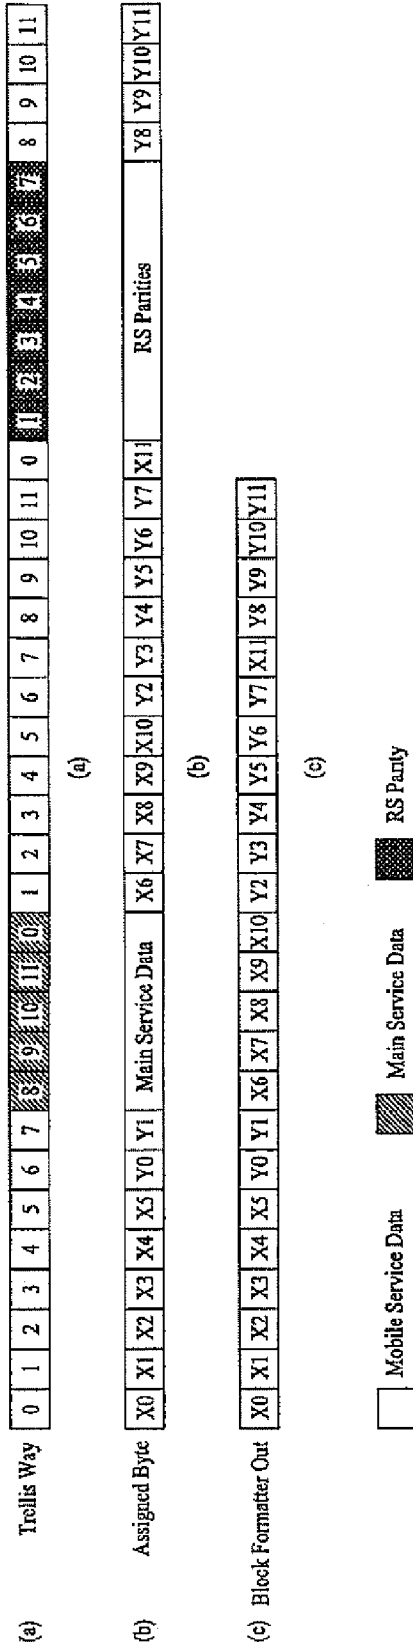 (a) Trellis Way 0 1 2 3 4 5 6 7 8 9 10 11 0 1 2 3 4 5 6 7 8 9 10 11 0 1 2 3 4 5 6 7 8 9 10 11
(a)
(b) Assigned Byte X0 X1 X2 X3 X4 X5 Y0 Y1 Main Service Data X6 X7 X8 X9 X10 Y2 Y3 Y4 Y5 Y6 Y7 X11 RS Parities Y8 Y9 Y10 Y11
(b)
(c) Block Formatter Out X0 X1 X2 X3 X4 X5 Y0 Y1 X6 X7 X8 X9 X10 Y2 Y3 Y4 Y5 Y6 Y7 X11 Y8 Y9 Y10 Y11
(c)
Mobile Service Data Main Service Data RS Parity